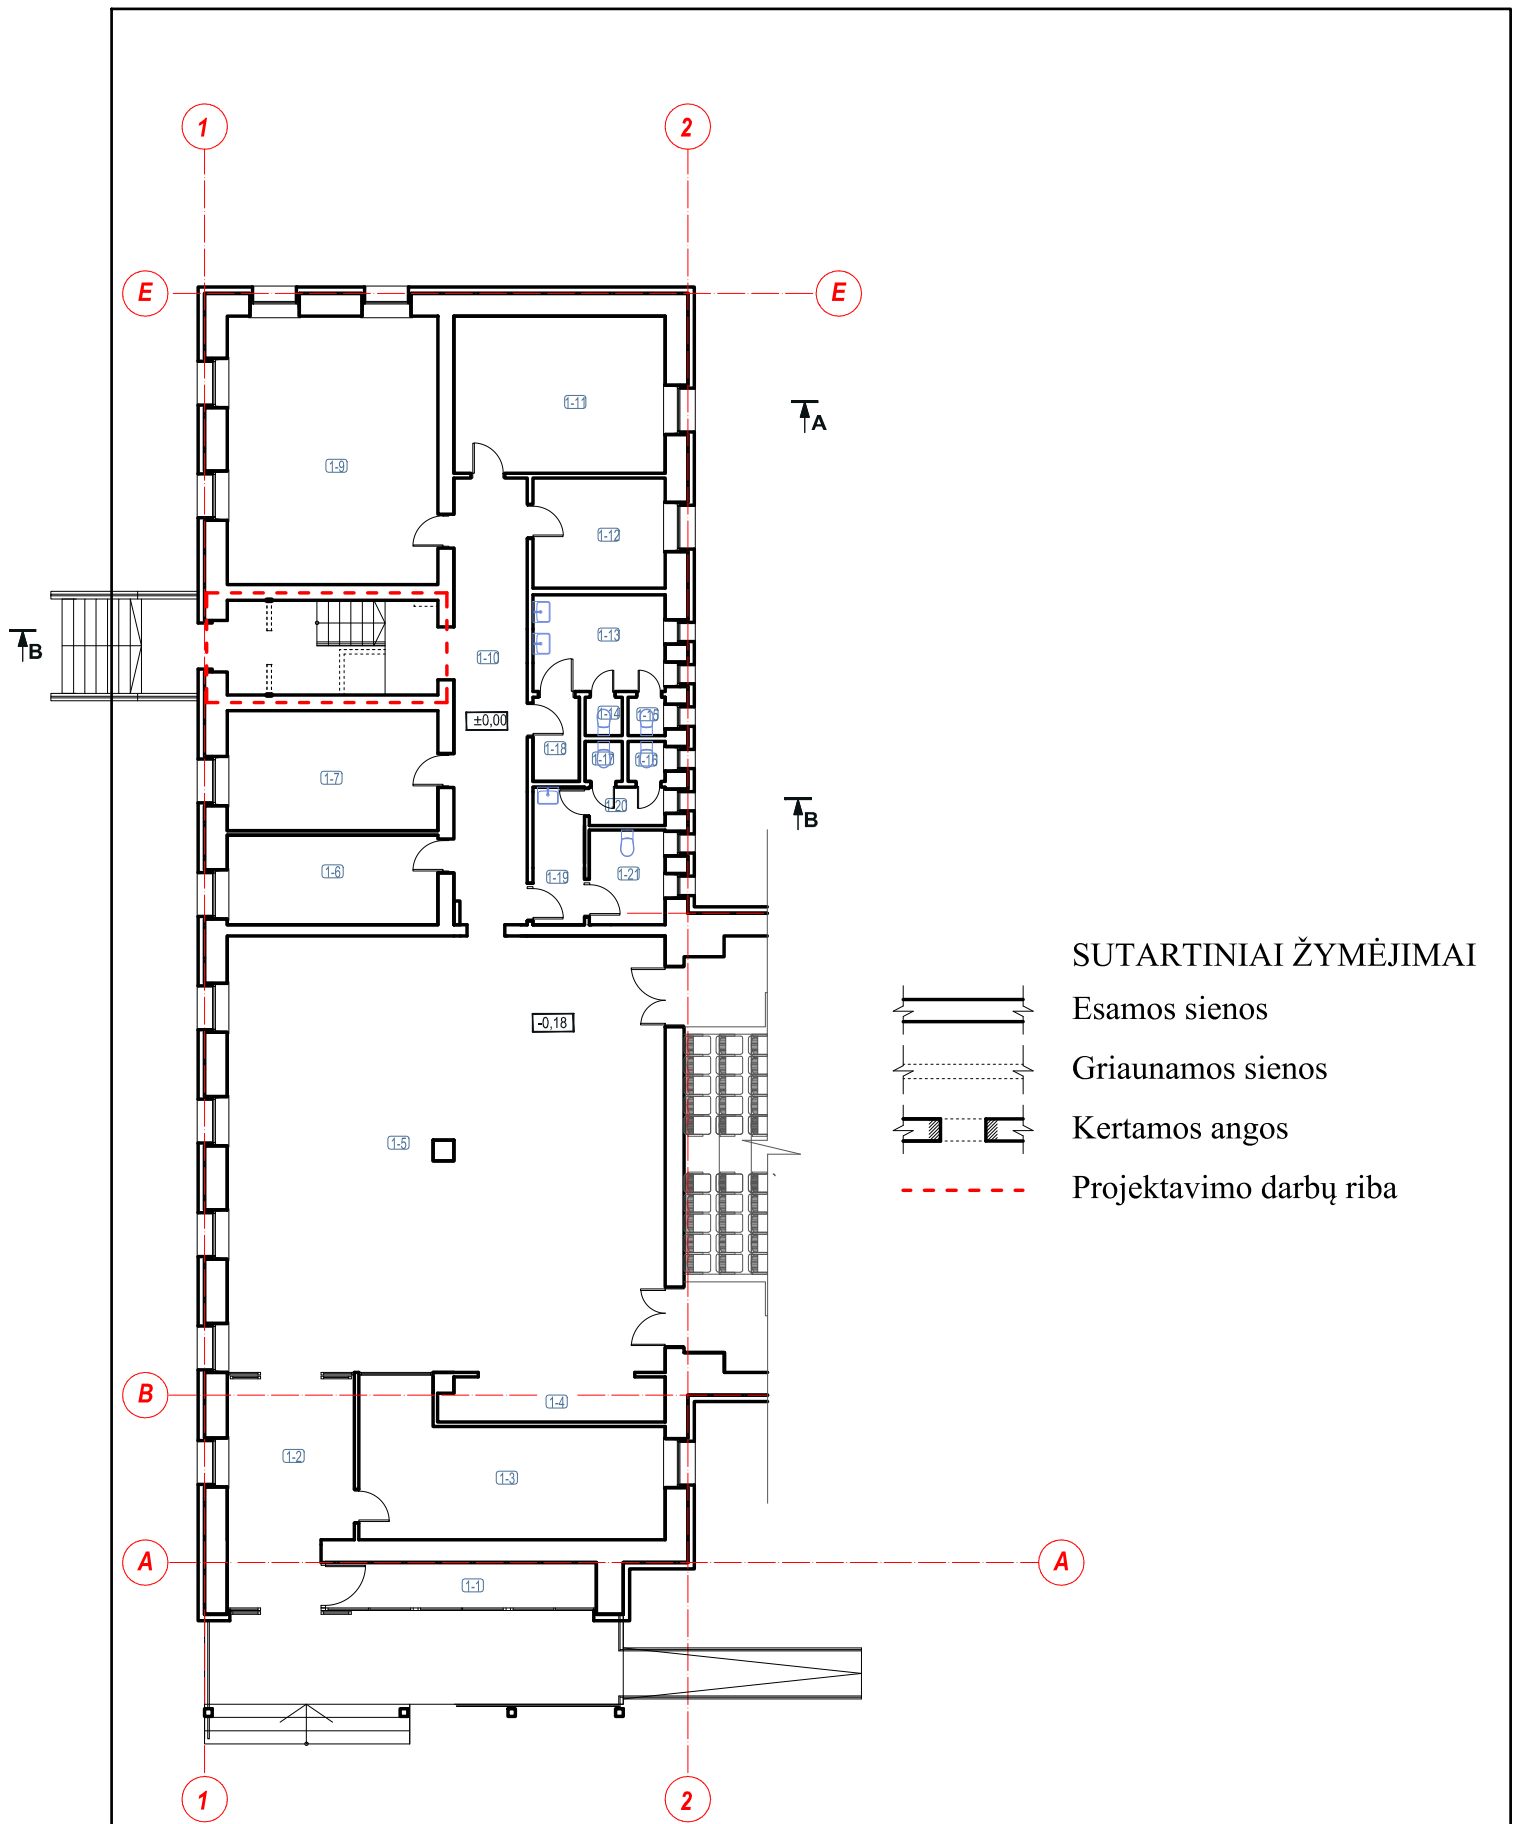 1
2
E
E
1-11
A
1-9
1-12
B
1-13
1-10
1-14
1-15
±0,00
1-18
1-17
1-16
1-7
1-20
B
1-6
1-19
1-21
SUTARTINIAI ŽYMĖJIMAI
Esamos sienos
-0,18
Griaunamos sienos
Kertamos angos
1-5
Projektavimo darbų riba
B
1-4
1-2
1-3
A
A
1-1
1
2